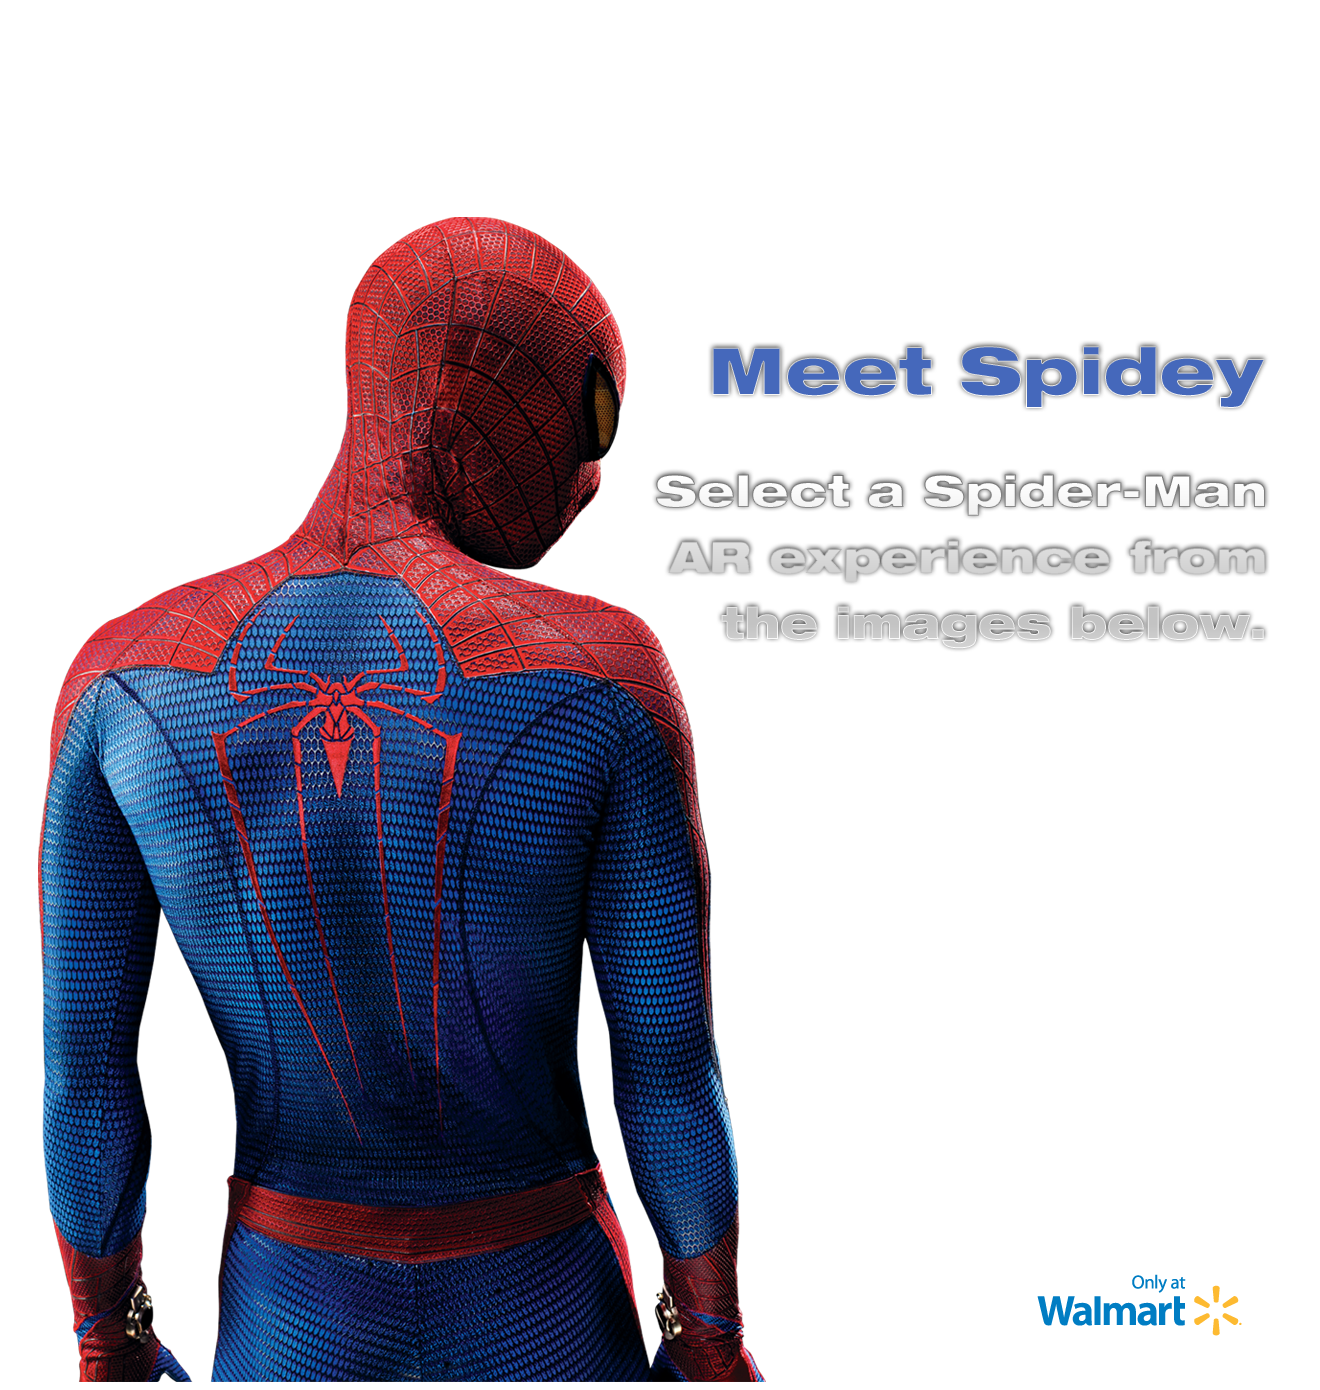 Meet Spidey
Select a Spider-Man
AR experience from
the images below.
Only at
Walmart